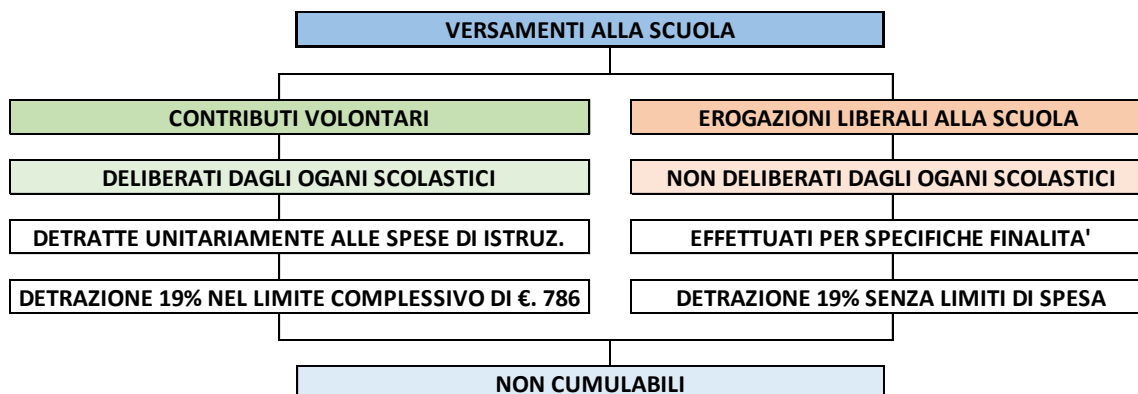 VERSAMENTI ALLA SCUOLA
CONTRIBUTI VOLONTARI
DELIBERATI DAGLI OGANI SCOLASTICI
DETRATTE UNITARIAMENTE ALLE SPESE DI ISTRUZ.
DETRAZIONE 19% NEL LIMITE COMPLESSIVO DI €. 786
EROGAZIONI LIBERALI ALLA SCUOLA
NON DELIBERATI DAGLI OGANI SCOLASTICI
EFFETTUATI PER SPECIFICHE FINALITA'
DETRAZIONE 19% SENZA LIMITI DI SPESA
NON CUMULABILI